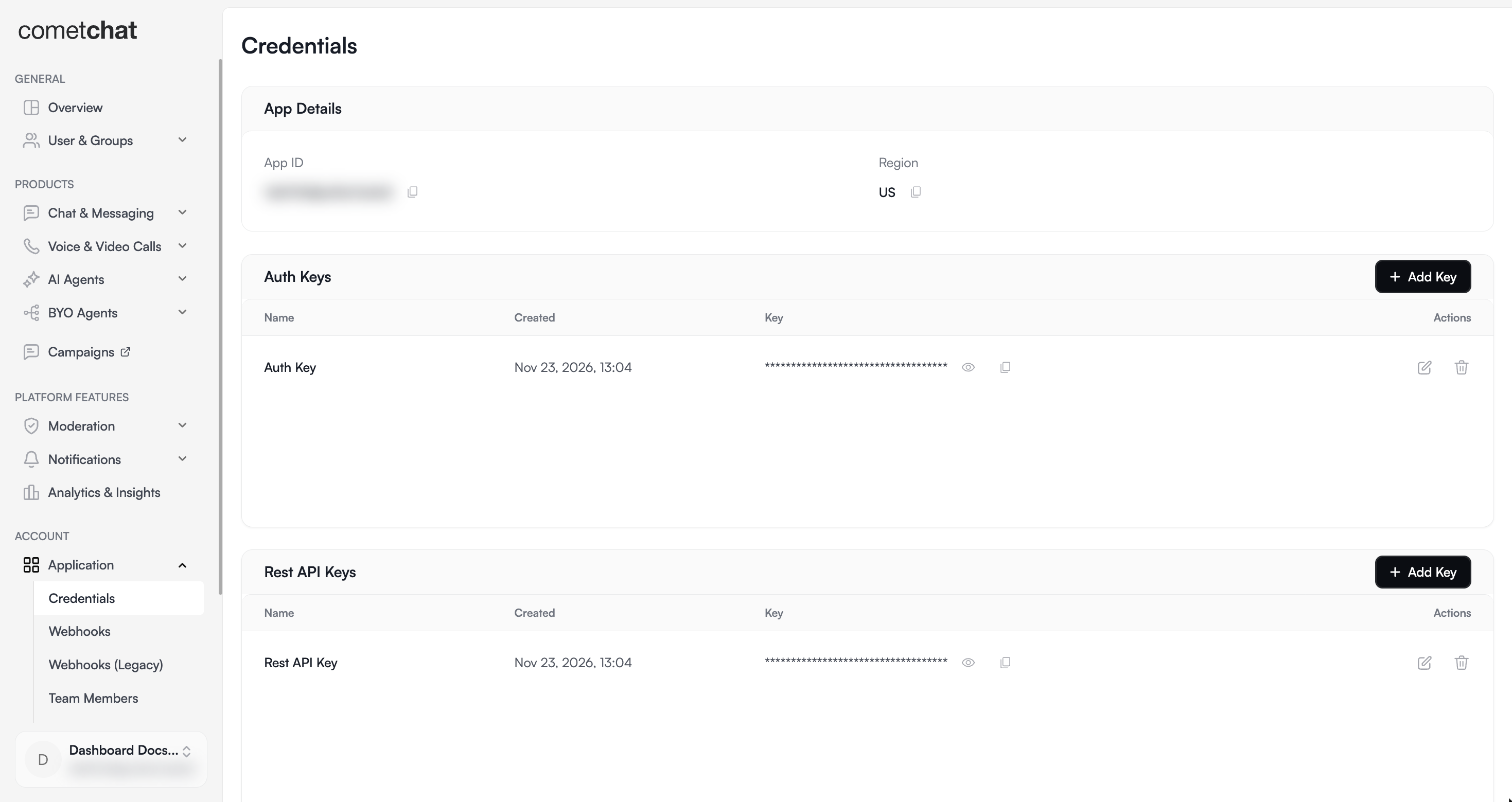 cometchat
GENERAL
Overview
User & Groups
PRODUCTS
Chat & Messaging
Voice & Video Calls
AI Agents
BYO Agents
Campaigns
PLATFORM FEATURES
Moderation
Notifications
Analytics & Insights
ACCOUNT
Application
Credentials
Webhooks
Webhooks (Legacy)
Team Members
D
Dashboard Docs...
Credentials
App Details
App ID Region
US
Auth Keys + Add Key
Name Created Key Actions
Auth Key Nov 23, 2026, 13:04 ***********************************
Rest API Keys + Add Key
Name Created Key Actions
Rest API Key Nov 23, 2026, 13:04 ***********************************